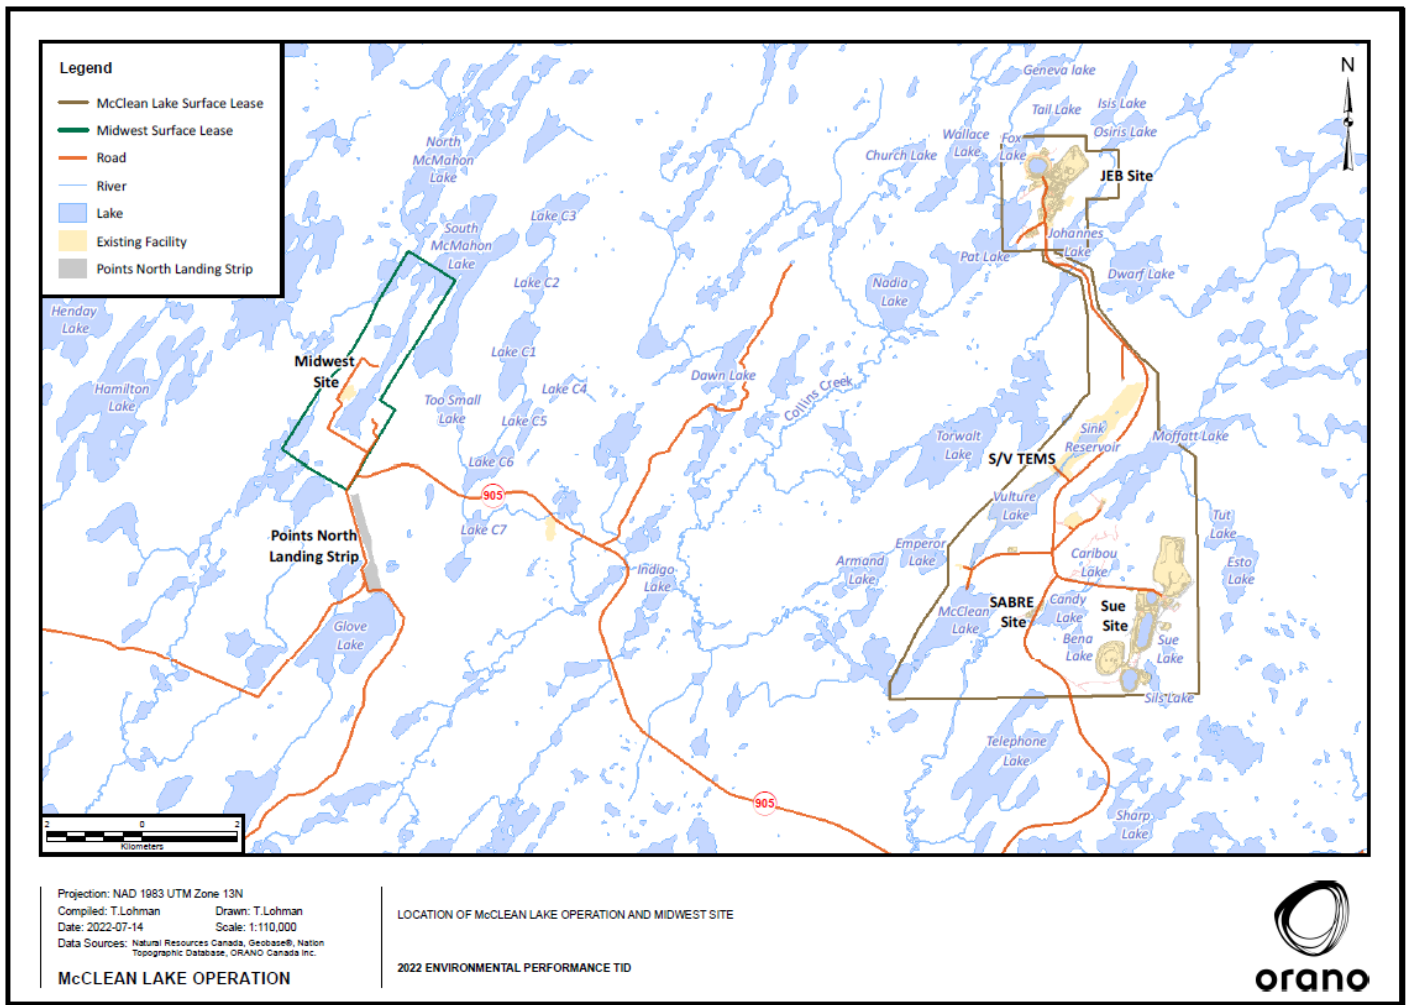 Legend
McClean Lake Surface Lease
Midwest Surface Lease
Road
River
Lake
Existing Facility
Points North Landing Strip
N
Geneva lake
Tail Lake
Isis Lake
Osiris Lake
Wallace
Lake
Fox
Lake
Church Lake
JEB Site
North
McMahon
Lake
Lake C3
South
McMahon
Lake
Johannes
Lake
Pat Lake
Dwarf Lake
Lake C2
Nadia
Lake
Henday
Lake
Midwest
Site
Lake C1
Hamilton
Lake
Lake C4
Dawn Lake
Collins Creek
Too Small
Lake
Lake C5
Sink
Reservoir
Moffatt Lake
Torwalt
Lake
S/V TEMS
Lake C6
905
Vulture
Lake
Tut
Lake
Points North
Landing Strip
Lake C7
Emperor
Lake
Armand
Lake
Caribou
Lake
Esto
Lake
Indigo
Lake
SABRE
Site
McClean
Lake
Candy
Lake
Sue
Site
Glove
Lake
Bena
Lake
Sue
Lake
Sils Lake
Telephone
Lake
905
Sharp
Lake
2 0 2
Kilometers
Projection: NAD 1983 UTM Zone 13N
Compiled: T.Lohman Drawn: T.Lohman
Date: 2022-07-14 Scale: 1:110,000
Data Sources: Natural Resources Canada, Geobase®, Nation
Topographic Database, ORANO Canada Inc.
McCLEAN LAKE OPERATION
LOCATION OF McCLEAN LAKE OPERATION AND MIDWEST SITE
2022 ENVIRONMENTAL PERFORMANCE TID
orano